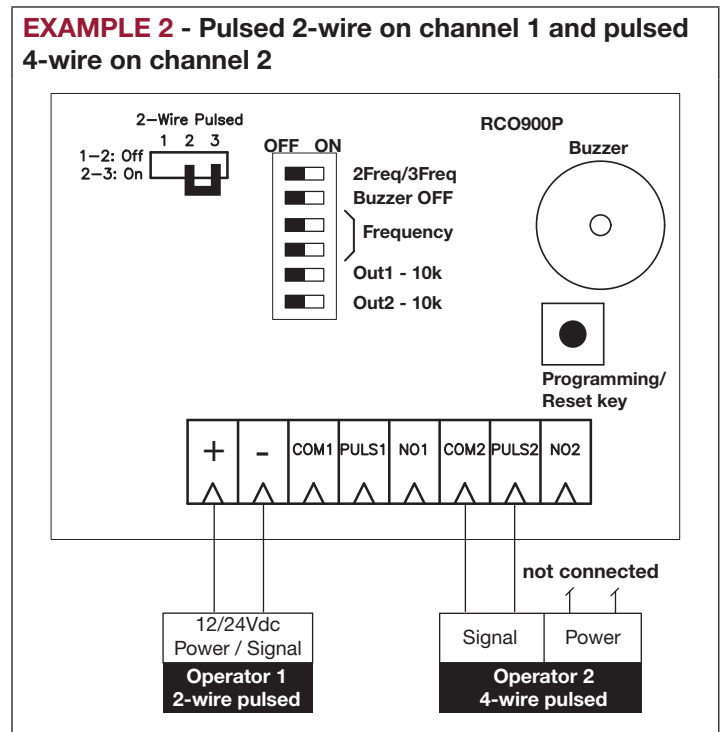 EXAMPLE 2 - Pulsed 2-wire on channel 1 and pulsed
4-wire on channel 2
2-Wire Pulsed
1 2 3
1-2: Off
2-3: On
OFF ON
2Freq/3Freq
Buzzer OFF
Frequency
Out1 - 10k
Out2 - 10k
RCO900P
Buzzer
Programming/
Reset key
+ - COM1 PULS1 NO1 COM2 PULS2 NO2
not connected
12/24Vdc
Power / Signal
Operator 1
2-wire pulsed
Signal Power
Operator 2
4-wire pulsed